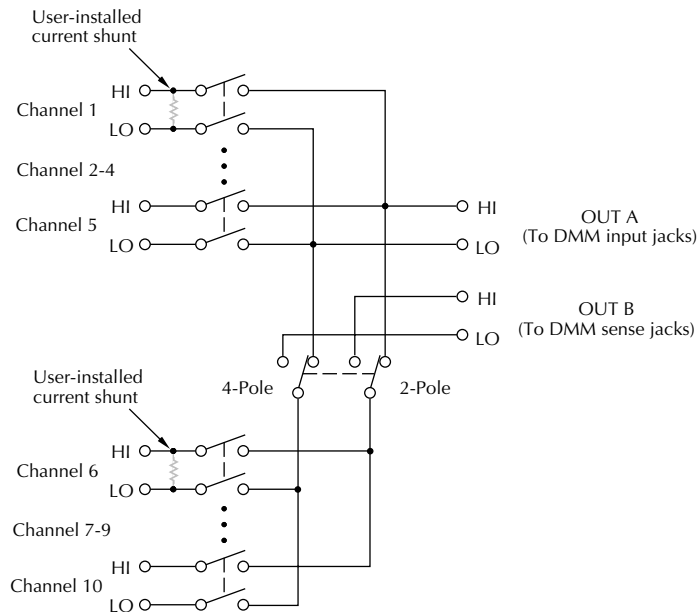 User-installed
current shunt
HI
Channel 1
LO
Channel 2-4
HI
Channel 5
LO
HI
OUT A
(To DMM input jacks)
LO
HI
OUT B
(To DMM sense jacks)
LO
4-Pole
2-Pole
User-installed
current shunt
HI
Channel 6
LO
Channel 7-9
HI
Channel 10
LO